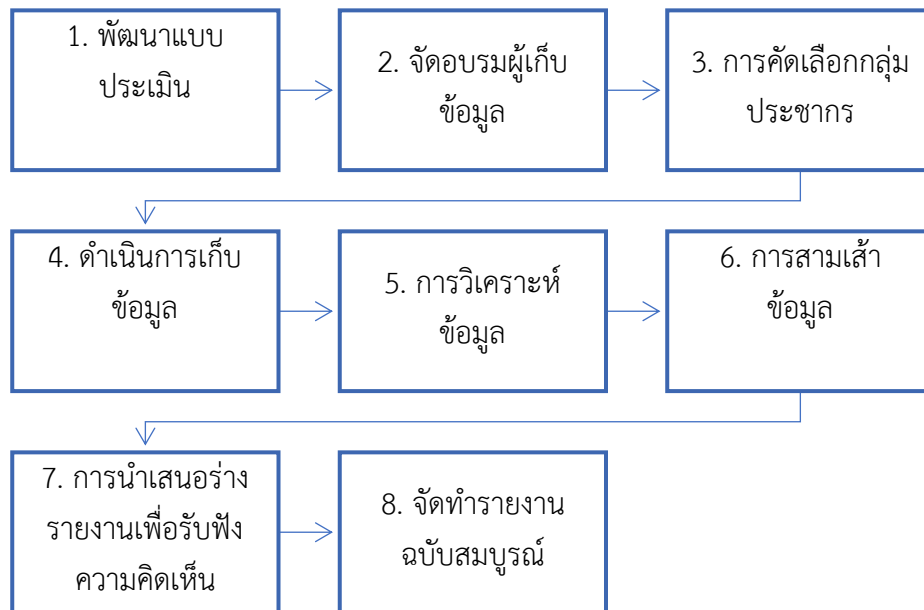 1. พัฒนาแบบ
ประเมิน
2. จัดอบรมผู้เก็บ
ข้อมูล
3. การคัดเลือกกลุ่ม
ประชากร
4. ดำเนินการเก็บ
ข้อมูล
5. การวิเคราะห์
ข้อมูล
6. การสามเส้า
ข้อมูล
7. การนำเสนอร่าง
รายงานเพื่อรับฟัง
ความคิดเห็น
8. จัดทำรายงาน
ฉบับสมบูรณ์